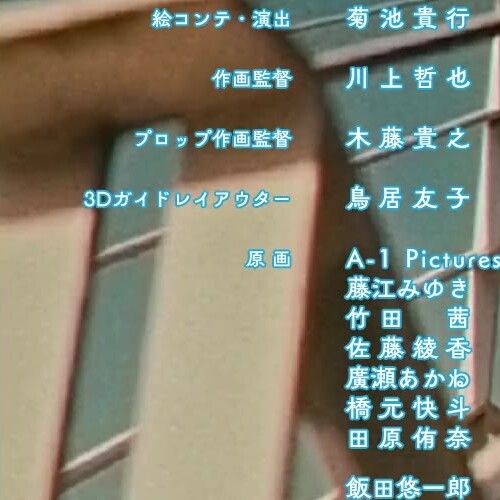 絵コンテ・演出 菊池貴行
作画監督 川上哲也
プロップ作画監督 木藤貴之
3Dガイドレイアウター 鳥居友子
原画 A-1 Pictures
藤江みゆき
竹田 茜
佐藤綾香
廣瀬あかね
橋元快斗
田原侑奈
飯田悠一郎